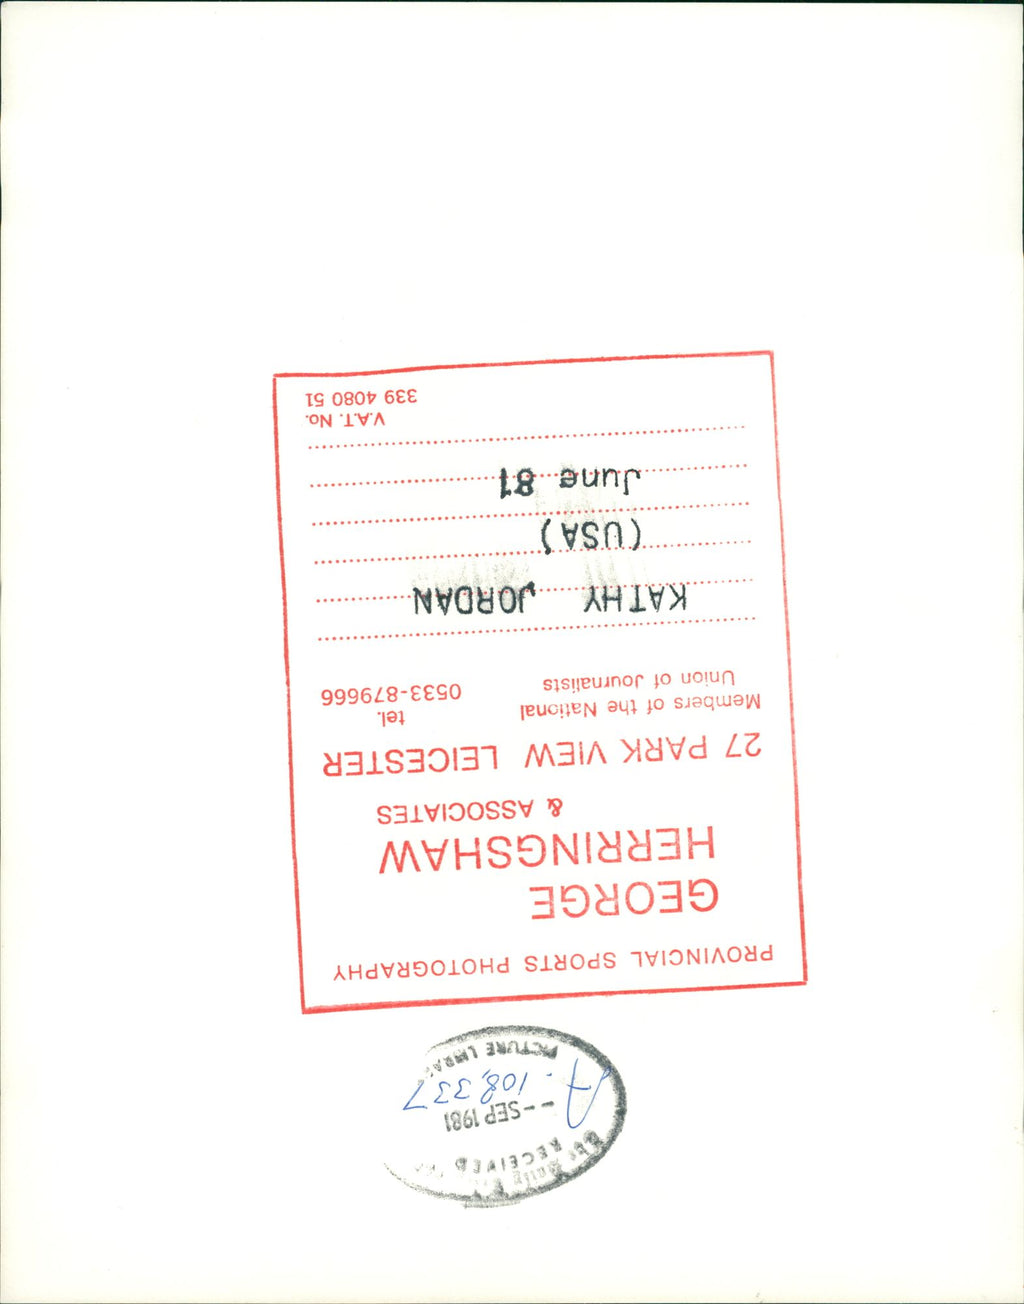 RECEIVED
- - SEP 1981
A. 108,337
PICTURE LIBRARY
PROVINCIAL SPORTS PHOTOGRAPHY
GEORGE
HERRINGSHAW
& ASSOCIATES
27 PARK VIEW LEICESTER
Members of the National
Union of Journalists
tel.
0533-879666
KATHY JORDAN
(USA)
June 81
V.A.T. No.
339 4080 51